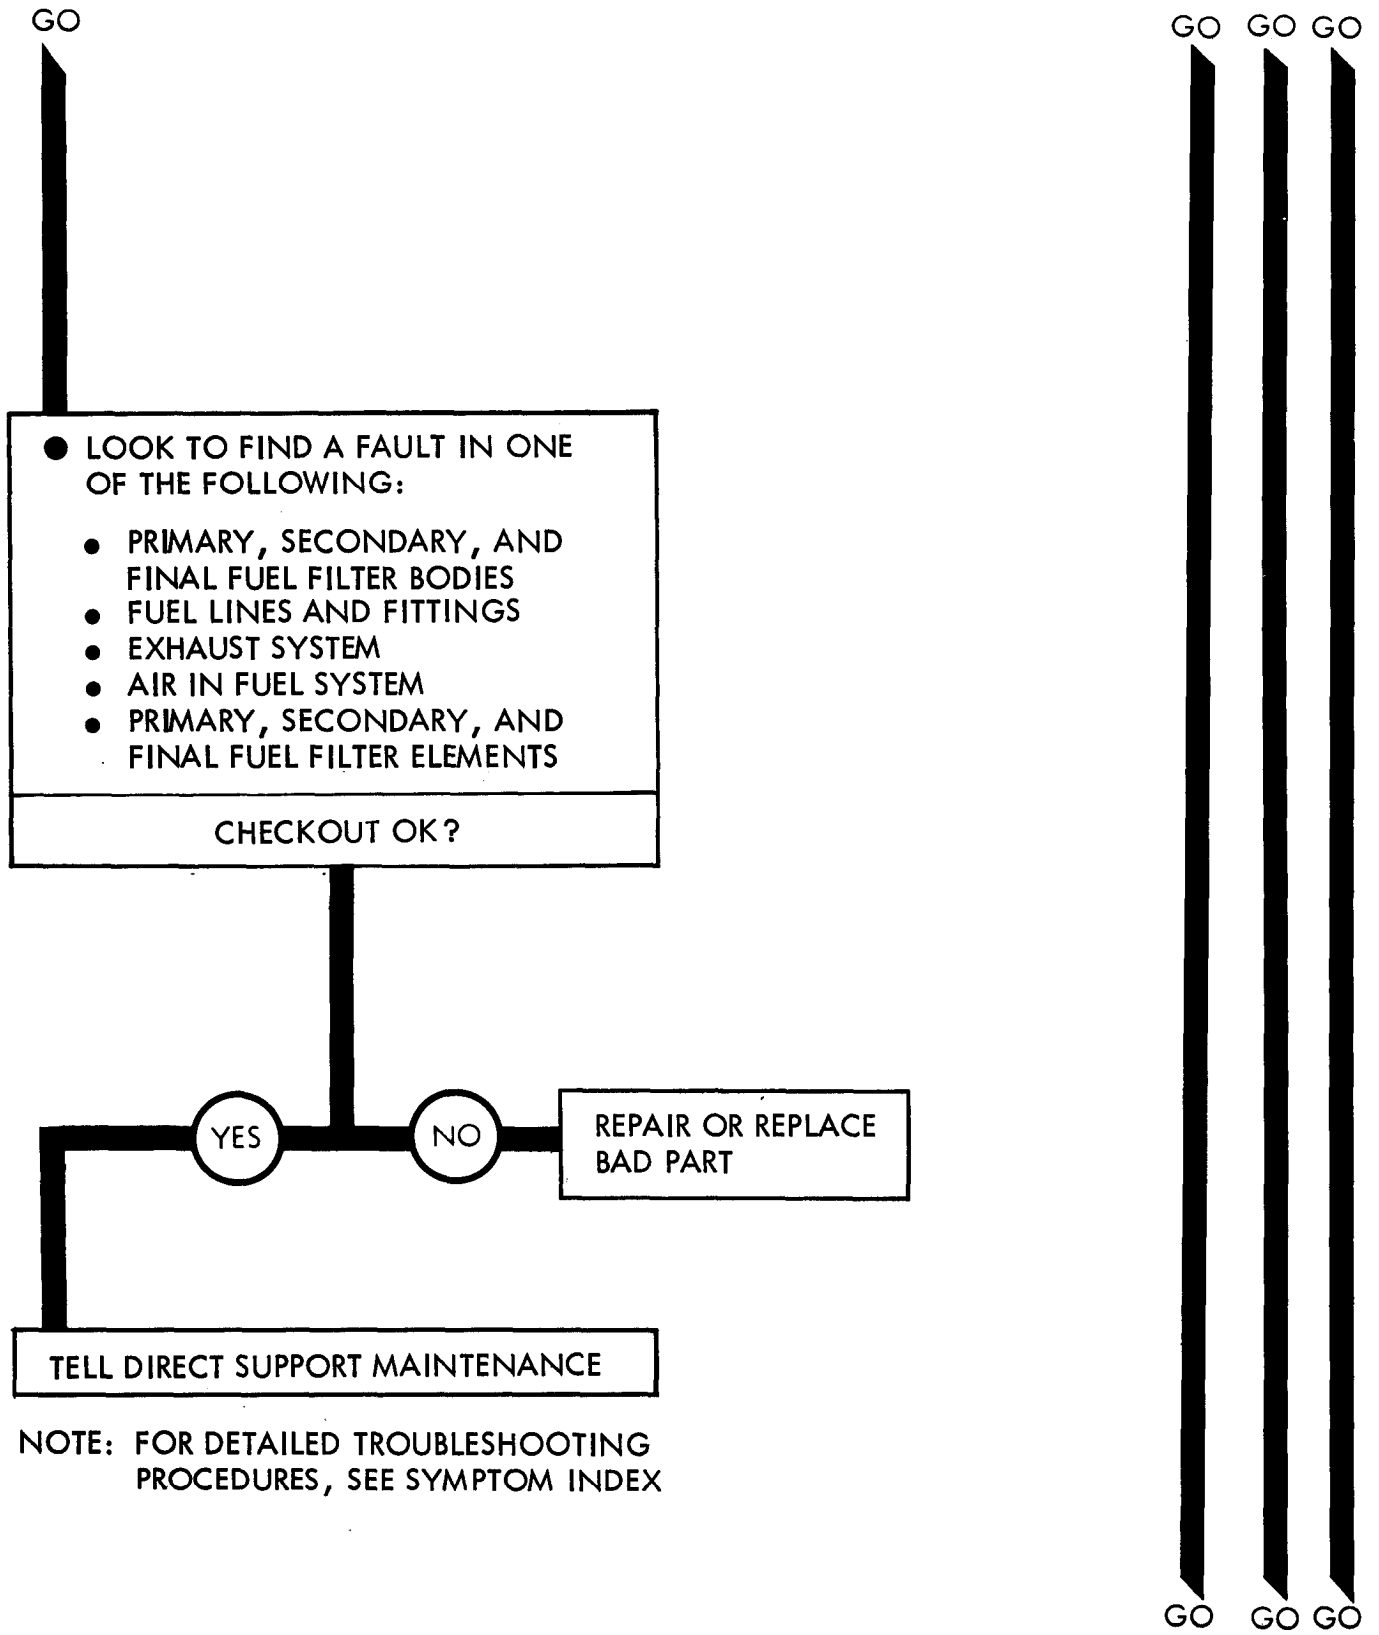 GO
GO GO GO
● LOOK TO FIND A FAULT IN ONE
OF THE FOLLOWING:
● PRIMARY, SECONDARY, AND
FINAL FUEL FILTER BODIES
● FUEL LINES AND FITTINGS
● EXHAUST SYSTEM
● AIR IN FUEL SYSTEM
● PRIMARY, SECONDARY, AND
FINAL FUEL FILTER ELEMENTS
CHECKOUT OK?
YES
NO
REPAIR OR REPLACE
BAD PART
TELL DIRECT SUPPORT MAINTENANCE
NOTE: FOR DETAILED TROUBLESHOOTING
PROCEDURES, SEE SYMPTOM INDEX
GO GO GO